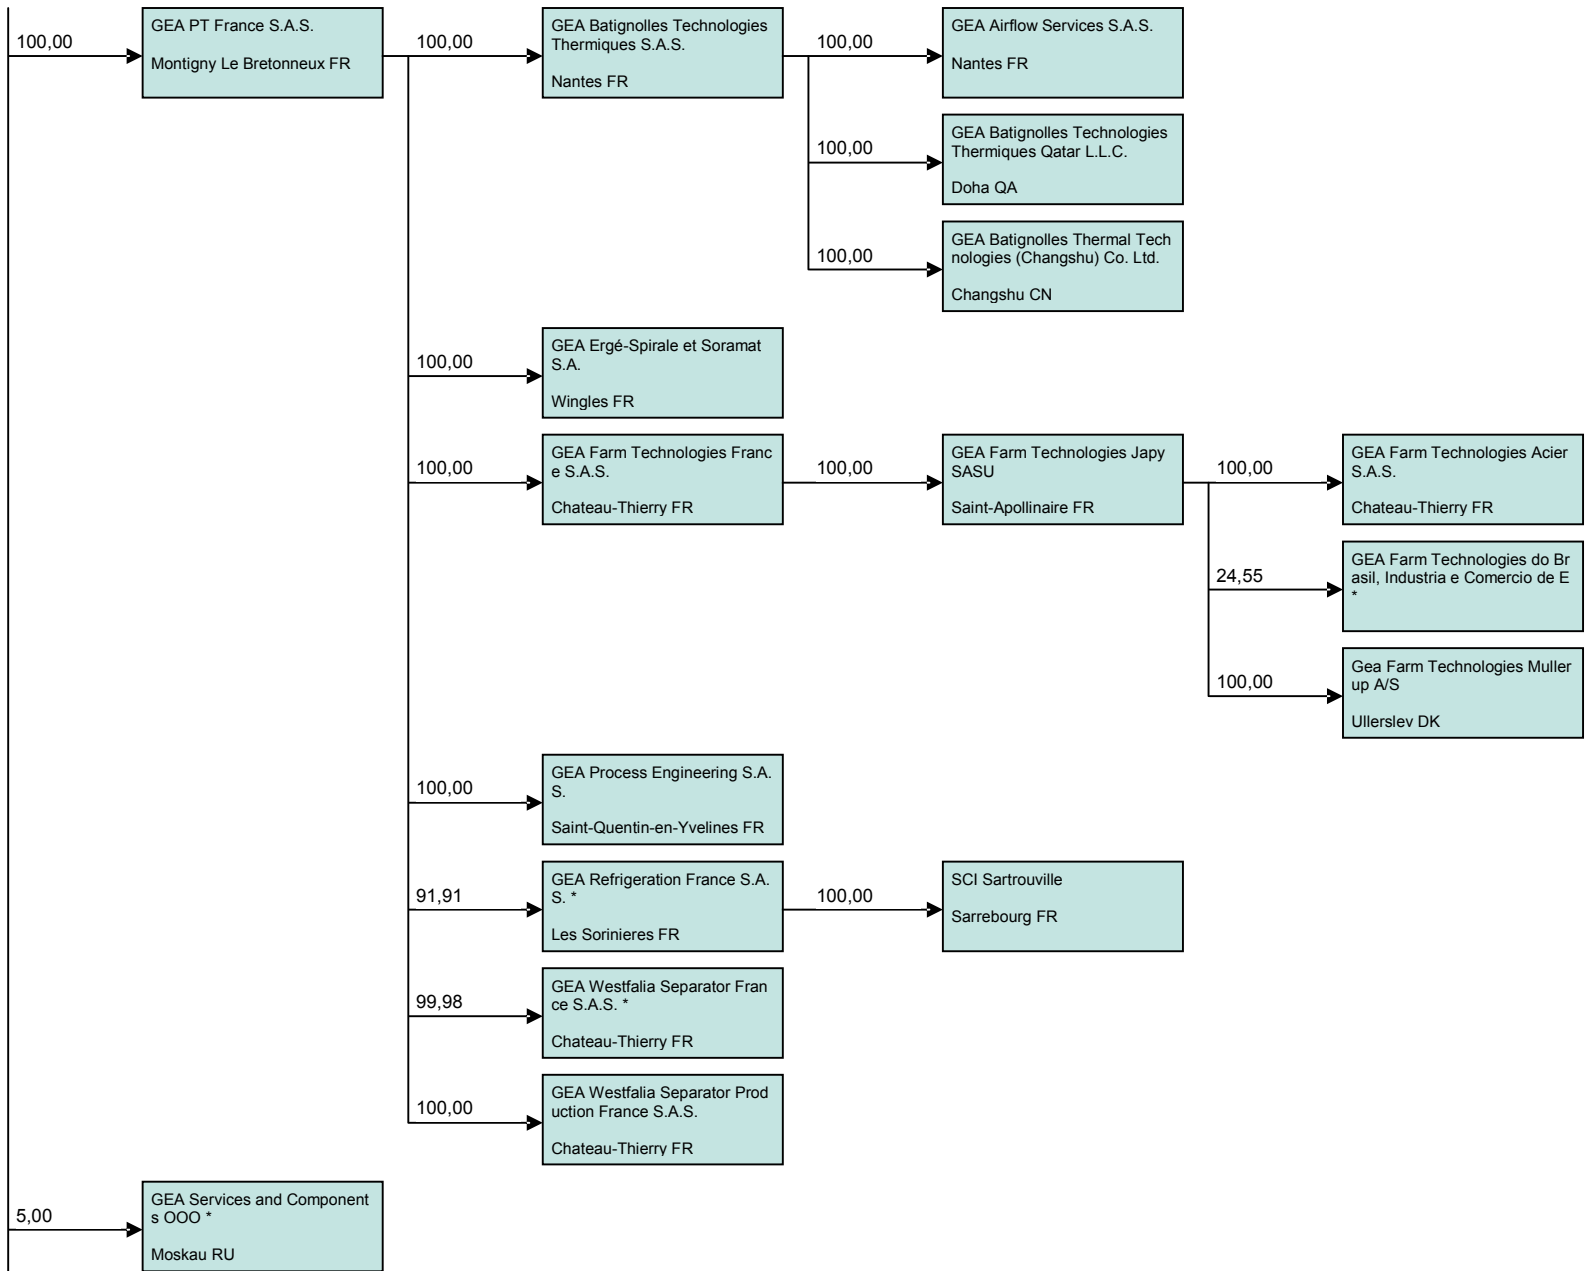 100,00
GEA PT France S.A.S.
Montigny Le Bretonneux FR
100,00
GEA Batignolles Technologies
Thermiques S.A.S.
Nantes FR
100,00
GEA Airflow Services S.A.S.
Nantes FR
100,00
GEA Batignolles Technologies
Thermiques Qatar L.L.C.
Doha QA
100,00
GEA Batignolles Thermal Tech
nologies (Changshu) Co. Ltd.
Changshu CN
100,00
GEA Ergé-Spirale et Soramat
S.A.
Wingles FR
100,00
GEA Farm Technologies Franc
e S.A.S.
Chateau-Thierry FR
100,00
GEA Farm Technologies Japy
SASU
Saint-Apollinaire FR
100,00
GEA Farm Technologies Acier
S.A.S.
Chateau-Thierry FR
24,55
GEA Farm Technologies do Br
asil, Industria e Comercio de E
*
100,00
Gea Farm Technologies Muller
up A/S
Ullerslev DK
100,00
GEA Process Engineering S.A.
S.
Saint-Quentin-en-Yvelines FR
91,91
GEA Refrigeration France S.A.
S. *
Les Sorinieres FR
100,00
SCI Sartrouville
Sarrebourg FR
99,98
GEA Westfalia Separator Fran
ce S.A.S. *
Chateau-Thierry FR
100,00
GEA Westfalia Separator Prod
uction France S.A.S.
Chateau-Thierry FR
5,00
GEA Services and Component
s OOO *
Moskau RU